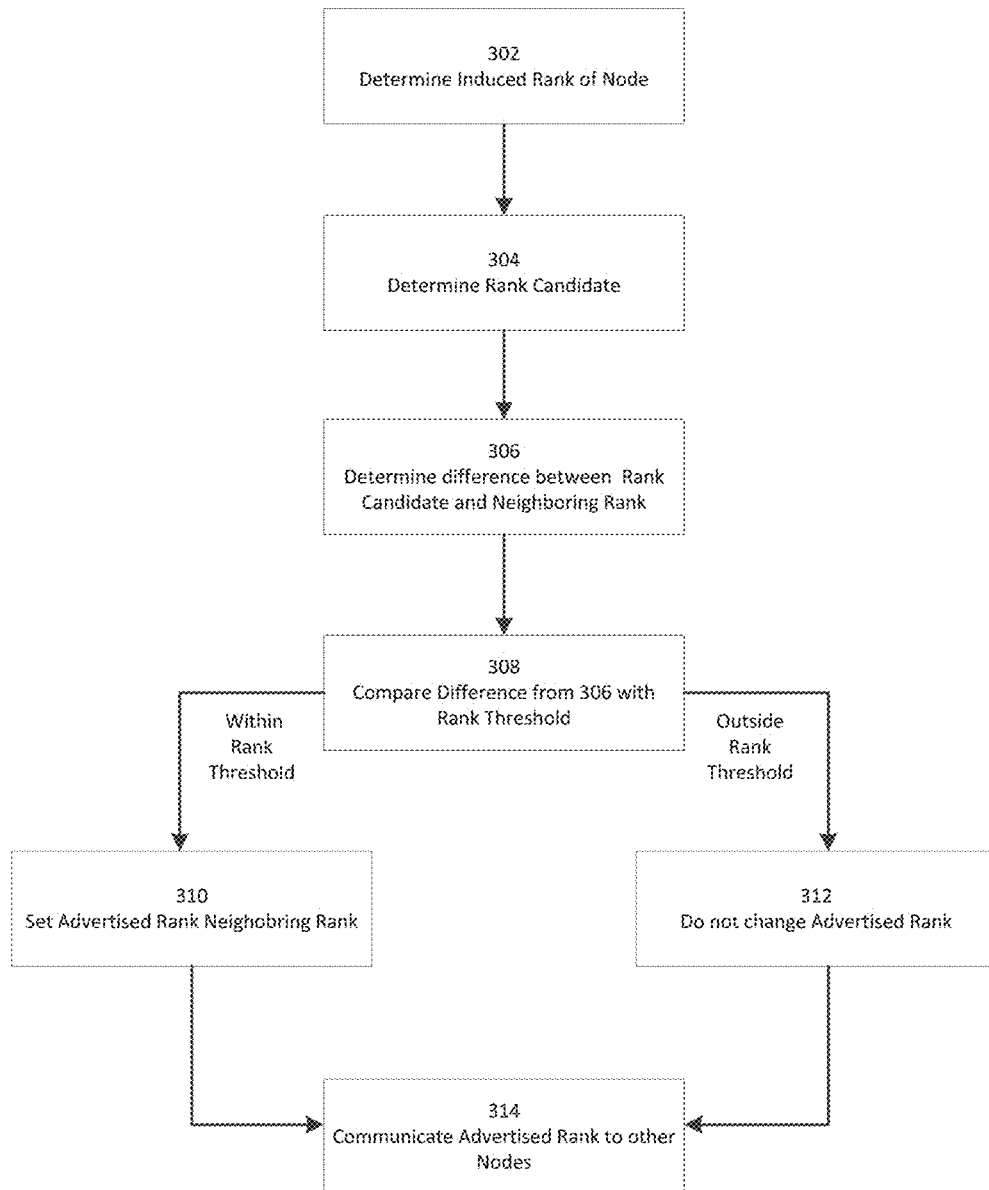 302
Determine Induced Rank of Node
304
Determine Rank Candidate
306
Determine difference between Rank
Candidate and Neighboring Rank
308
Compare Difference from 306 with
Rank Threshold
Within
Rank
Threshold
Outside
Rank
Threshold
310
Set Advertised Rank Neighobring Rank
312
Do not change Advertised Rank
314
Communicate Advertised Rank to other
Nodes